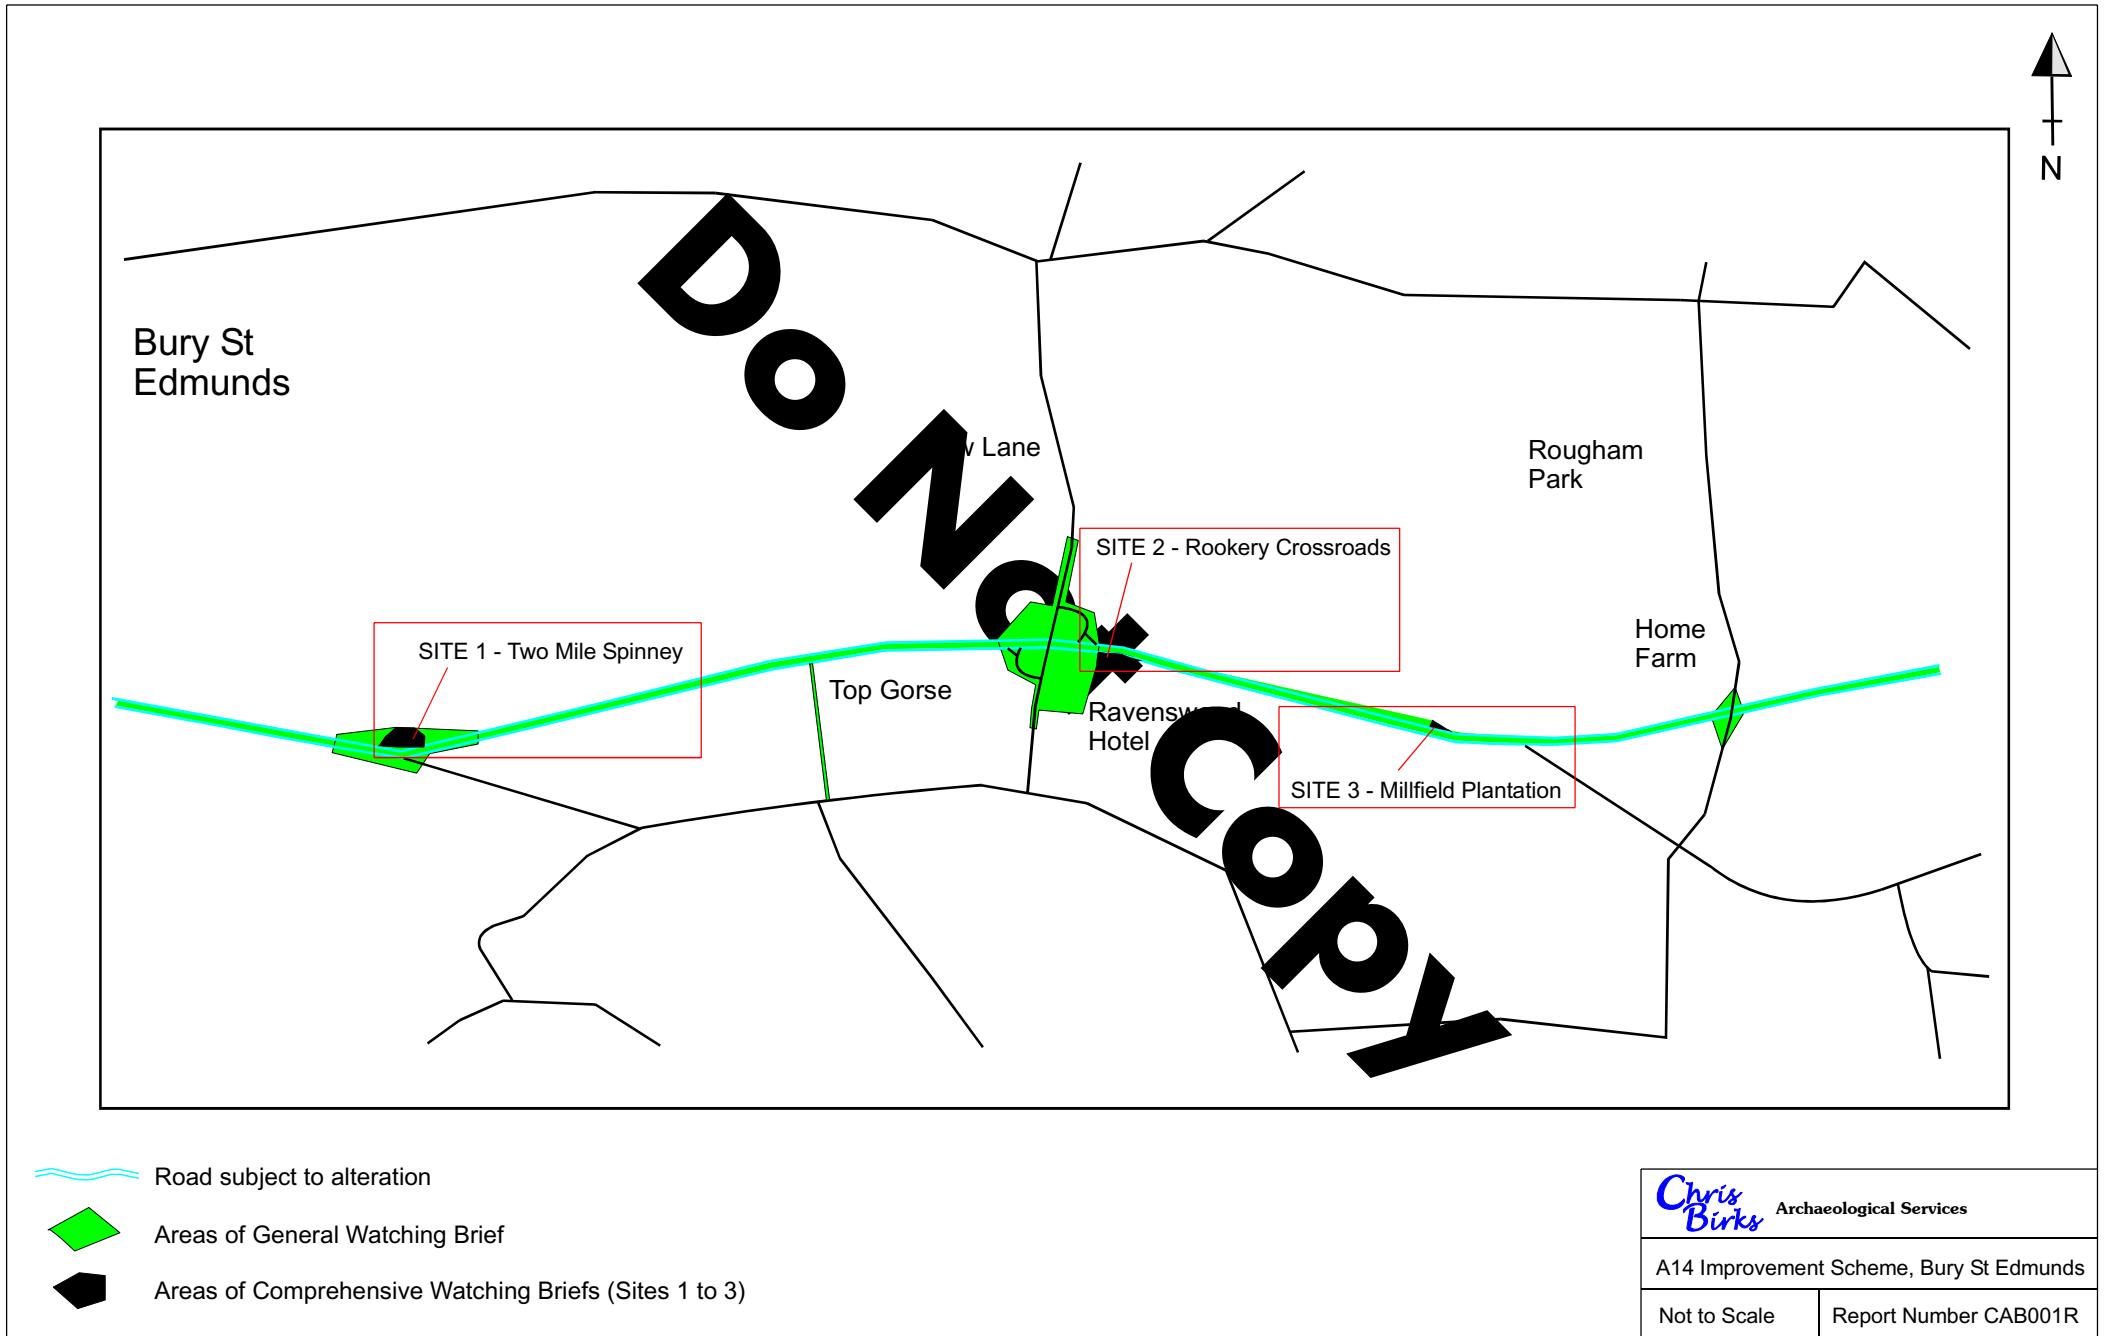 N
Bury St
Edmunds
Do Not Copy
Lane
Rougham
Park
SITE 2 - Rookery Crossroads
Home
Farm
SITE 1 - Two Mile Spinney
Top Gorse
Ravenswood
Hotel
SITE 3 - Millfield Plantation
Road subject to alteration
Areas of General Watching Brief
Areas of Comprehensive Watching Briefs (Sites 1 to 3)
Chris
Birks
Archaeological Services
A14 Improvement Scheme, Bury St Edmunds
Not to Scale
Report Number CAB001R